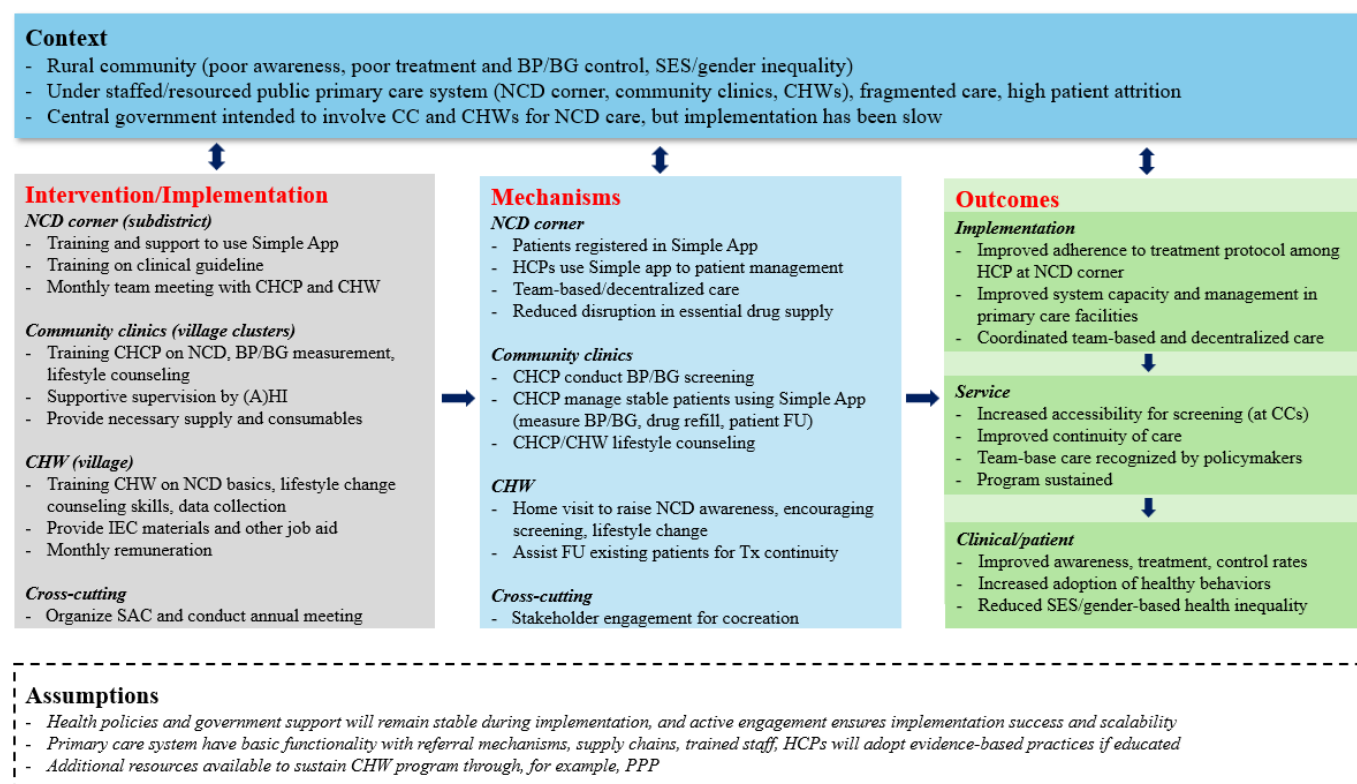 Context
- Rural community (poor awareness, poor treatment and BP/BG control, SES/gender inequality)
- Under staffed/resourced public primary care system (NCD corner, community clinics, CHWs), fragmented care, high patient attrition
- Central government intended to involve CC and CHWs for NCD care, but implementation has been slow
Intervention/Implementation
NCD corner (subdistrict)
- Training and support to use Simple App
- Training on clinical guideline
- Monthly team meeting with CHCP and CHW
Community clinics (village clusters)
- Training CHCP on NCD, BP/BG measurement,
lifestyle counseling
- Supportive supervision by (A)HI
- Provide necessary supply and consumables
CHW (village)
- Training CHW on NCD basics, lifestyle change
counseling skills, data collection
- Provide IEC materials and other job aid
- Monthly remuneration
Cross-cutting
- Organize SAC and conduct annual meeting
Mechanisms
NCD corner
- Patients registered in Simple App
- HCPs use Simple app to patient management
- Team-based/decentralized care
- Reduced disruption in essential drug supply
Community clinics
- CHCP conduct BP/BG screening
- CHCP manage stable patients using Simple App
(measure BP/BG, drug refill, patient FU)
- CHCP/CHW lifestyle counseling
CHW
- Home visit to raise NCD awareness, encouraging
screening, lifestyle change
- Assist FU existing patients for Tx continuity
Cross-cutting
- Stakeholder engagement for cocreation
Outcomes
Implementation
- Improved adherence to treatment protocol among
HCP at NCD corner
- Improved system capacity and management in
primary care facilities
- Coordinated team-based and decentralized care
Service
- Increased accessibility for screening (at CCs)
- Improved continuity of care
- Team-base care recognized by policymakers
- Program sustained
Clinical/patient
- Improved awareness, treatment, control rates
- Increased adoption of healthy behaviors
- Reduced SES/gender-based health inequality
Assumptions
- Health policies and government support will remain stable during implementation, and active engagement ensures implementation success and scalability
- Primary care system have basic functionality with referral mechanisms, supply chains, trained staff, HCPs will adopt evidence-based practices if educated
- Additional resources available to sustain CHW program through, for example, PPP